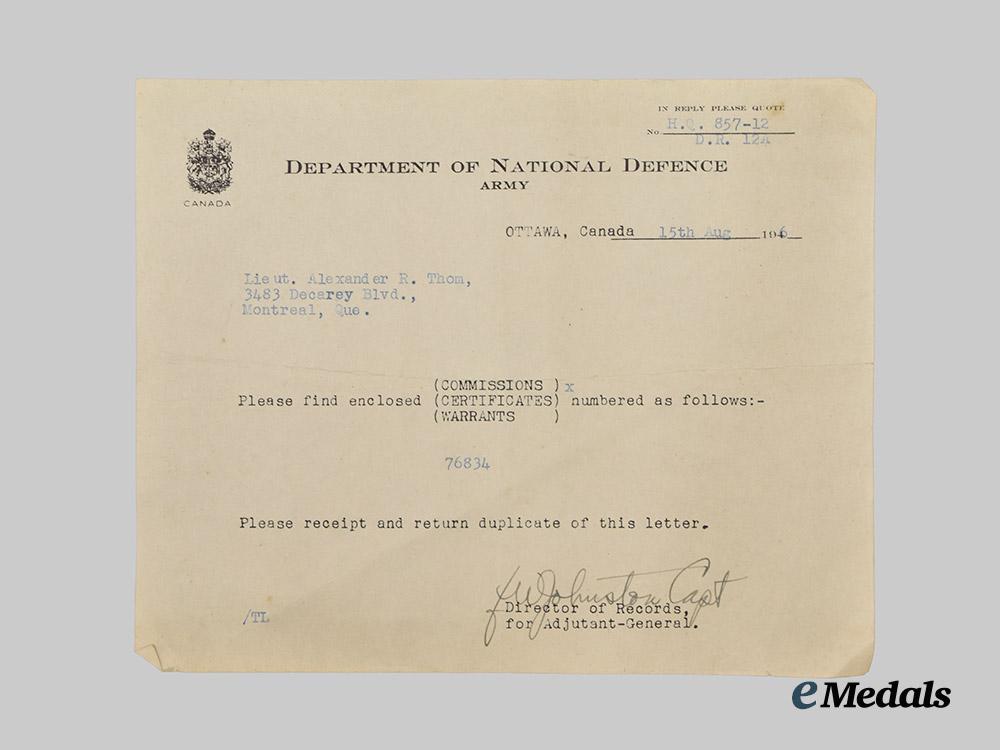 IN REPLY PLEASE QUOTE
No H.Q. 857-12
D.R. 12A
CANADA
DEPARTMENT OF NATIONAL DEFENCE
ARMY
OTTAWA, Canada 15th Aug 1946
Lieut. Alexander R. Thom,
3483 Decarey Blvd.,
Montreal, Que.
(COMMISSIONS ) x
Please find enclosed (CERTIFICATES) numbered as follows:-
(WARRANTS )
76834
Please receipt and return duplicate of this letter.
Johnston Capt
Director of Records,
for Adjutant-General.
/TL
eMedals